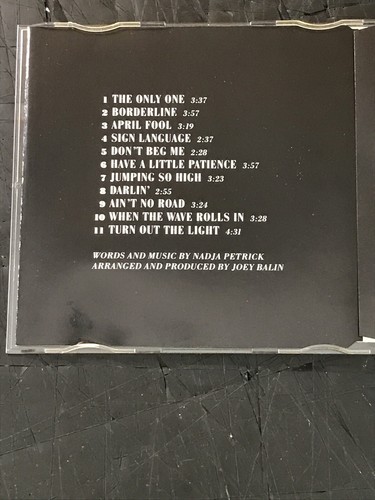 1 THE ONLY ONE 3:37
2 BORDERLINE 3:57
3 APRIL FOOL 3:19
4 SIGN LANGUAGE 2:37
5 DON'T BEG ME 2:28
6 HAVE A LITTLE PATIENCE 3:57
7 JUMPING SO HIGH 3:23
8 DARLIN' 2:55
9 AIN'T NO ROAD 3:24
10 WHEN THE WAVE ROLLS IN 3:28
11 TURN OUT THE LIGHT 4:31
WORDS AND MUSIC BY NADJA PETRICK
ARRANGED AND PRODUCED BY JOEY BALIN